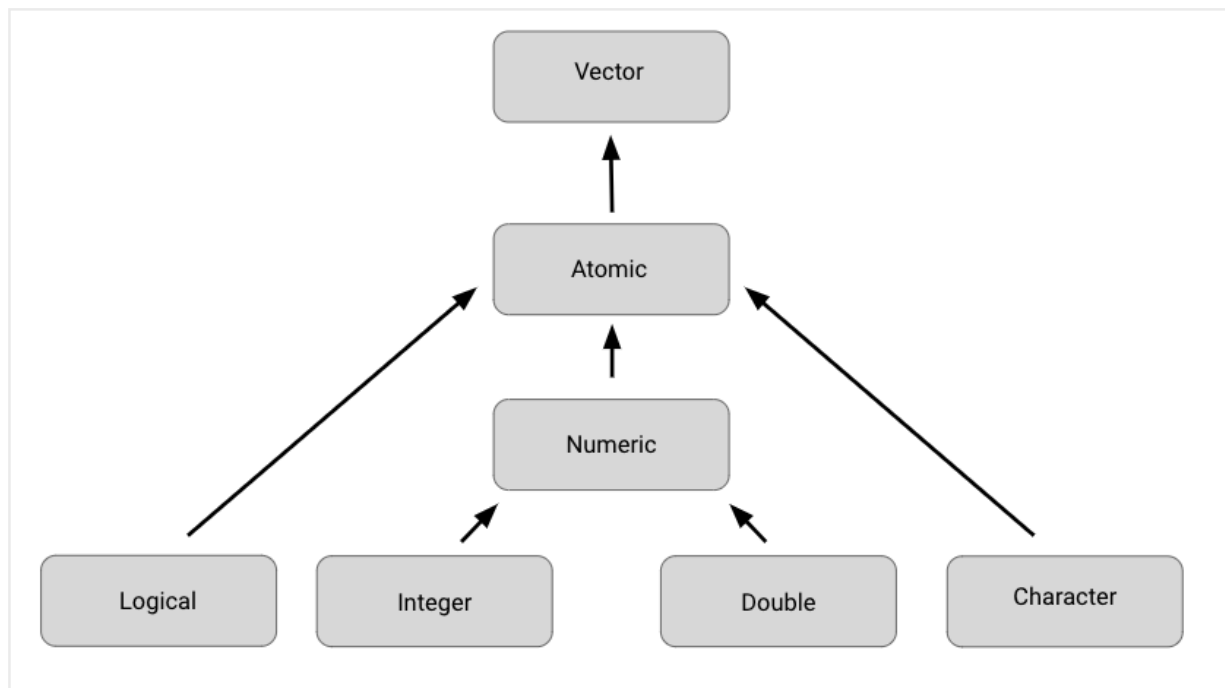 Vector
Atomic
Numeric
Logical
Integer
Double
Character